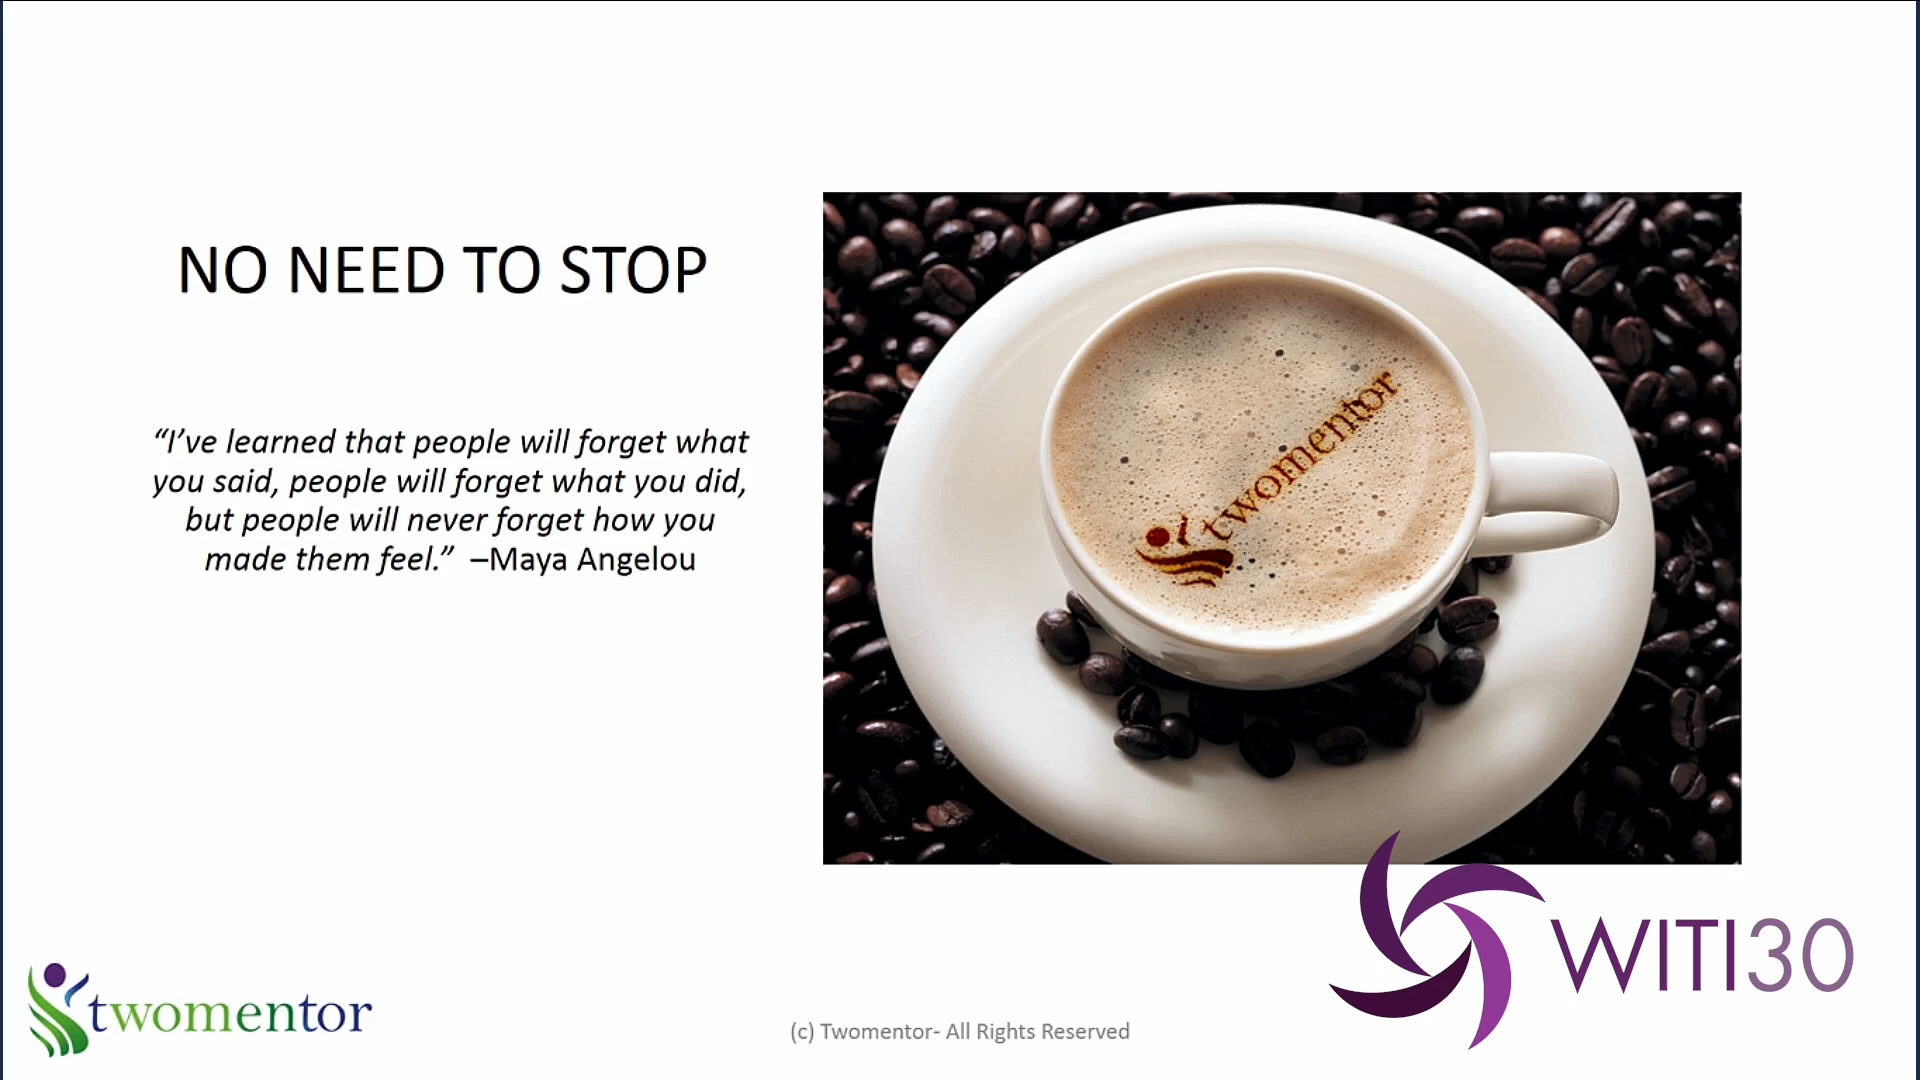 NO NEED TO STOP
“I’ve learned that people will forget what
you said, people will forget what you did,
but people will never forget how you
made them feel.” –Maya Angelou
twomentor
twomentor
(c) Twomentor- All Rights Reserved
WITI30